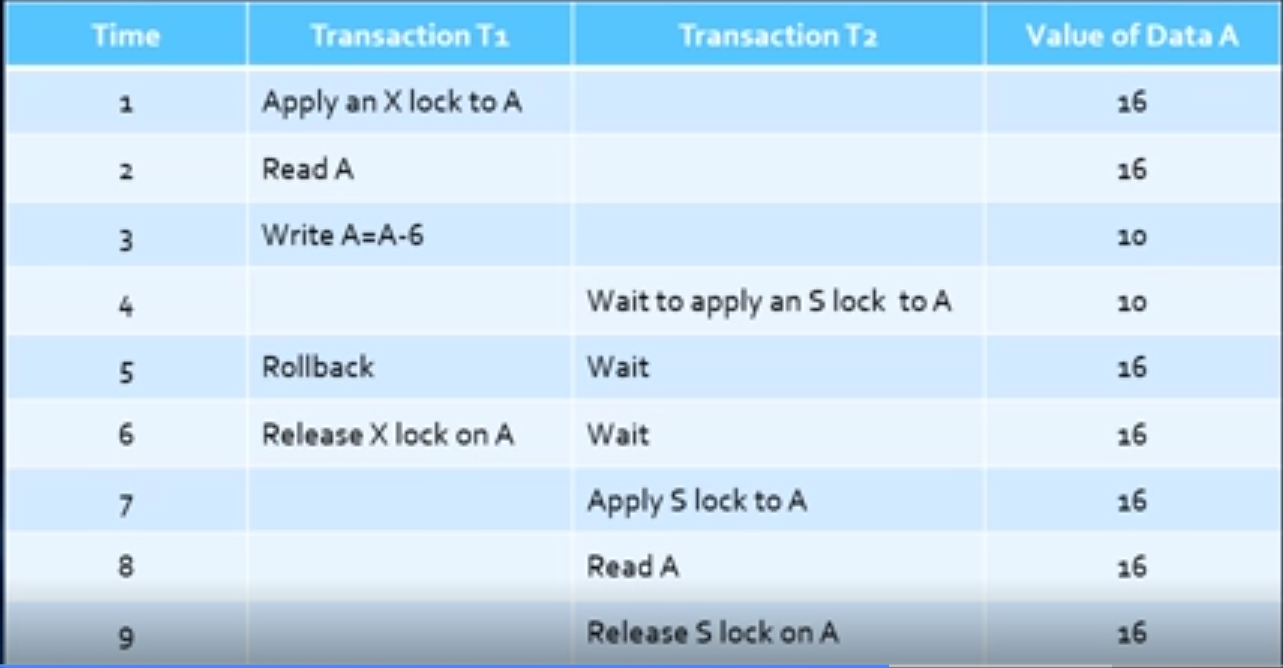 Time Transaction T1 Transaction T2 Value of Data A
1 Apply an X lock to A 16
2 Read A 16
3 Write A=A-6 10
4 Wait to apply an S lock to A 10
5 Rollback Wait 16
6 Release X lock on A Wait 16
7 Apply S lock to A 16
8 Read A 16
9 Release S lock on A 16